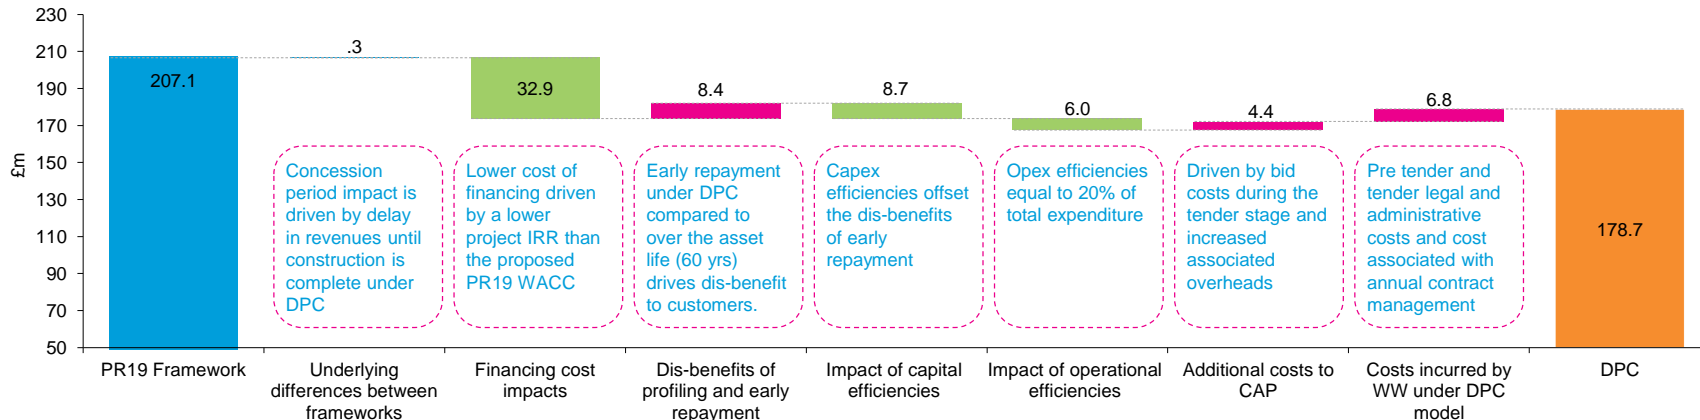 £m
230
210
190
170
150
130
110
90
70
50
207.1
.3
32.9
8.4
8.7
6.0
4.4
6.8
178.7
Concession
period impact is
driven by delay
in revenues until
construction is
complete under
DPC
Lower cost of
financing driven
by a lower
project IRR than
the proposed
PR19 WACC
Early repayment
under DPC
compared to
over the asset
life (60 yrs)
drives dis-benefit
to customers.
Capex
efficiencies offset
the dis-benefits
of early
repayment
Opex efficiencies
equal to 20% of
total expenditure
Driven by bid
costs during the
tender stage and
increased
associated
overheads
Pre tender and
tender legal and
administrative
costs and cost
associated with
annual contract
management
PR19 Framework
Underlying
differences between
frameworks
Financing cost
impacts
Dis-benefits of
profiling and early
repayment
Impact of capital
efficiencies
Impact of operational
efficiencies
Additional costs to
CAP
Costs incurred by
WW under DPC
model
DPC